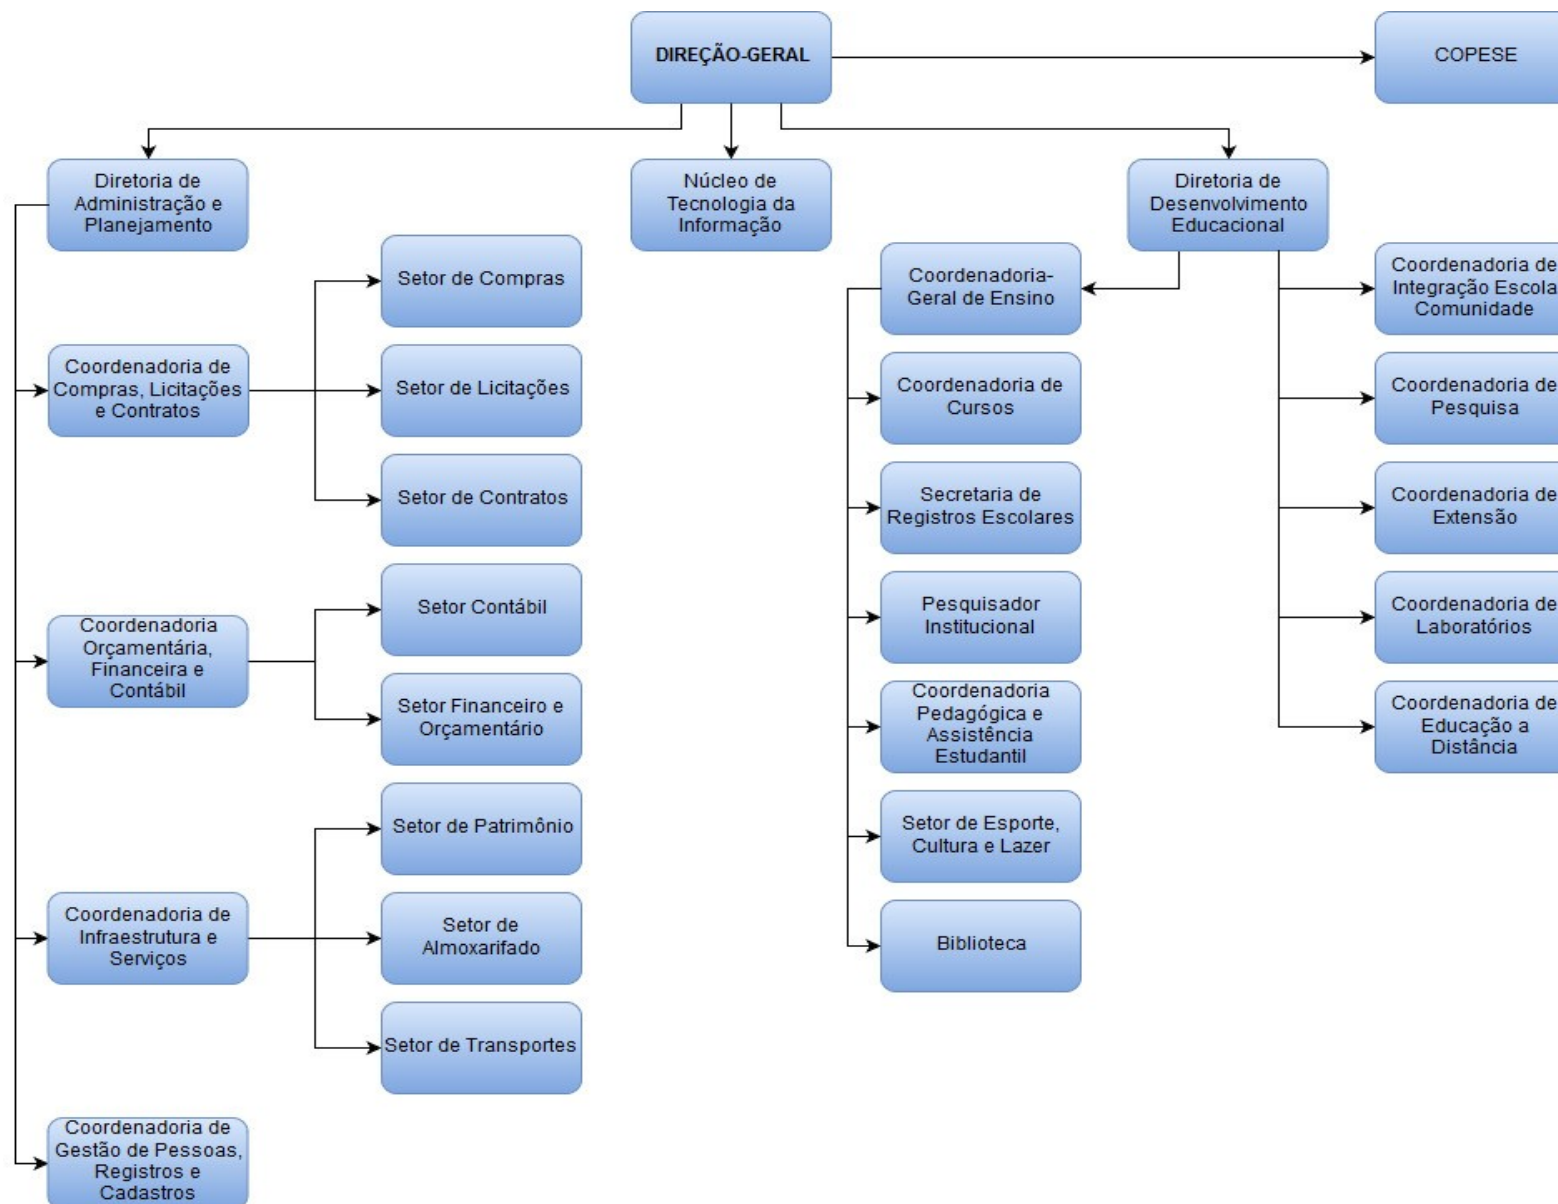 DIREÇÃO-GERAL
COPESE
Diretoria de
Administração e
Planejamento
Núcleo de
Tecnologia da
Informação
Diretoria de
Desenvolvimento
Educacional
Coordenadoria de
Compras, Licitações
e Contratos
Setor de Compras
Setor de Licitações
Setor de Contratos
Coordenadoria
Orçamentária,
Financeira e
Contábil
Setor Contábil
Setor Financeiro e
Orçamentário
Coordenadoria de
Infraestrutura e
Serviços
Setor de Patrimônio
Setor de
Almoxarifado
Setor de Transportes
Coordenadoria de
Gestão de Pessoas,
Registros e
Cadastros
Coordenadoria-
Geral de Ensino
Coordenadoria de
Cursos
Secretaria de
Registros Escolares
Pesquisador
Institucional
Coordenadoria
Pedagógica e
Assistência
Estudantil
Setor de Esporte,
Cultura e Lazer
Biblioteca
Coordenadoria de
Integração Escola
Comunidade
Coordenadoria de
Pesquisa
Coordenadoria de
Extensão
Coordenadoria de
Laboratórios
Coordenadoria de
Educação a
Distância